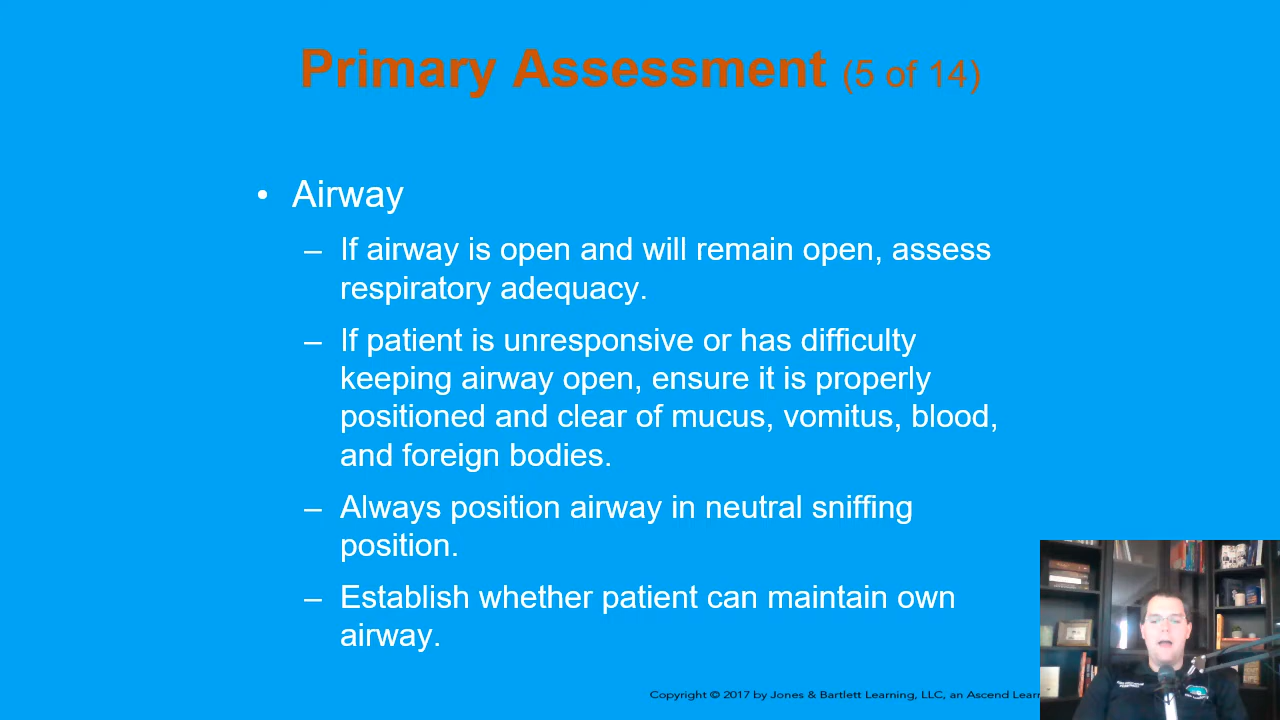 Primary Assessment (5 of 14)
• Airway
– If airway is open and will remain open, assess
respiratory adequacy.
– If patient is unresponsive or has difficulty
keeping airway open, ensure it is properly
positioned and clear of mucus, vomitus, blood,
and foreign bodies.
– Always position airway in neutral sniffing
position.
– Establish whether patient can maintain own
airway.
Copyright © 2017 by Jones & Bartlett Learning, LLC, an Ascend Lear